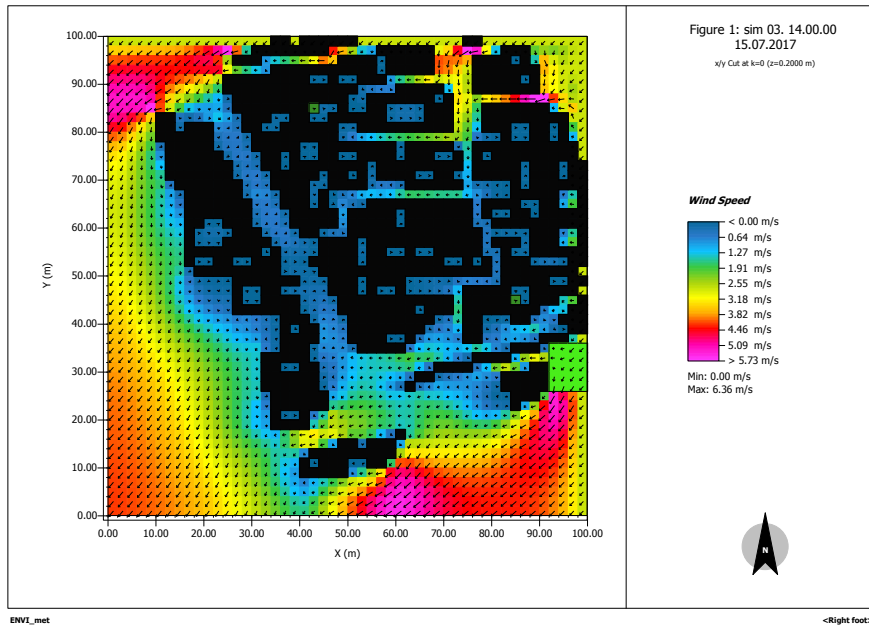 Figure 1: sim 03. 14.00.00
15.07.2017
x/y Cut at k=0 (z=0.2000 m)
100.00
90.00
80.00
70.00
60.00
50.00
40.00
30.00
20.00
10.00
0.00
Y (m)
0.00 10.00 20.00 30.00 40.00 50.00 60.00 70.00 80.00 90.00 100.00
X (m)
Wind Speed
< 0.00 m/s
0.64 m/s
1.27 m/s
1.91 m/s
2.55 m/s
3.18 m/s
3.82 m/s
4.46 m/s
5.09 m/s
> 5.73 m/s
Min: 0.00 m/s
Max: 6.36 m/s
N
ENVI_met
<Right foot: